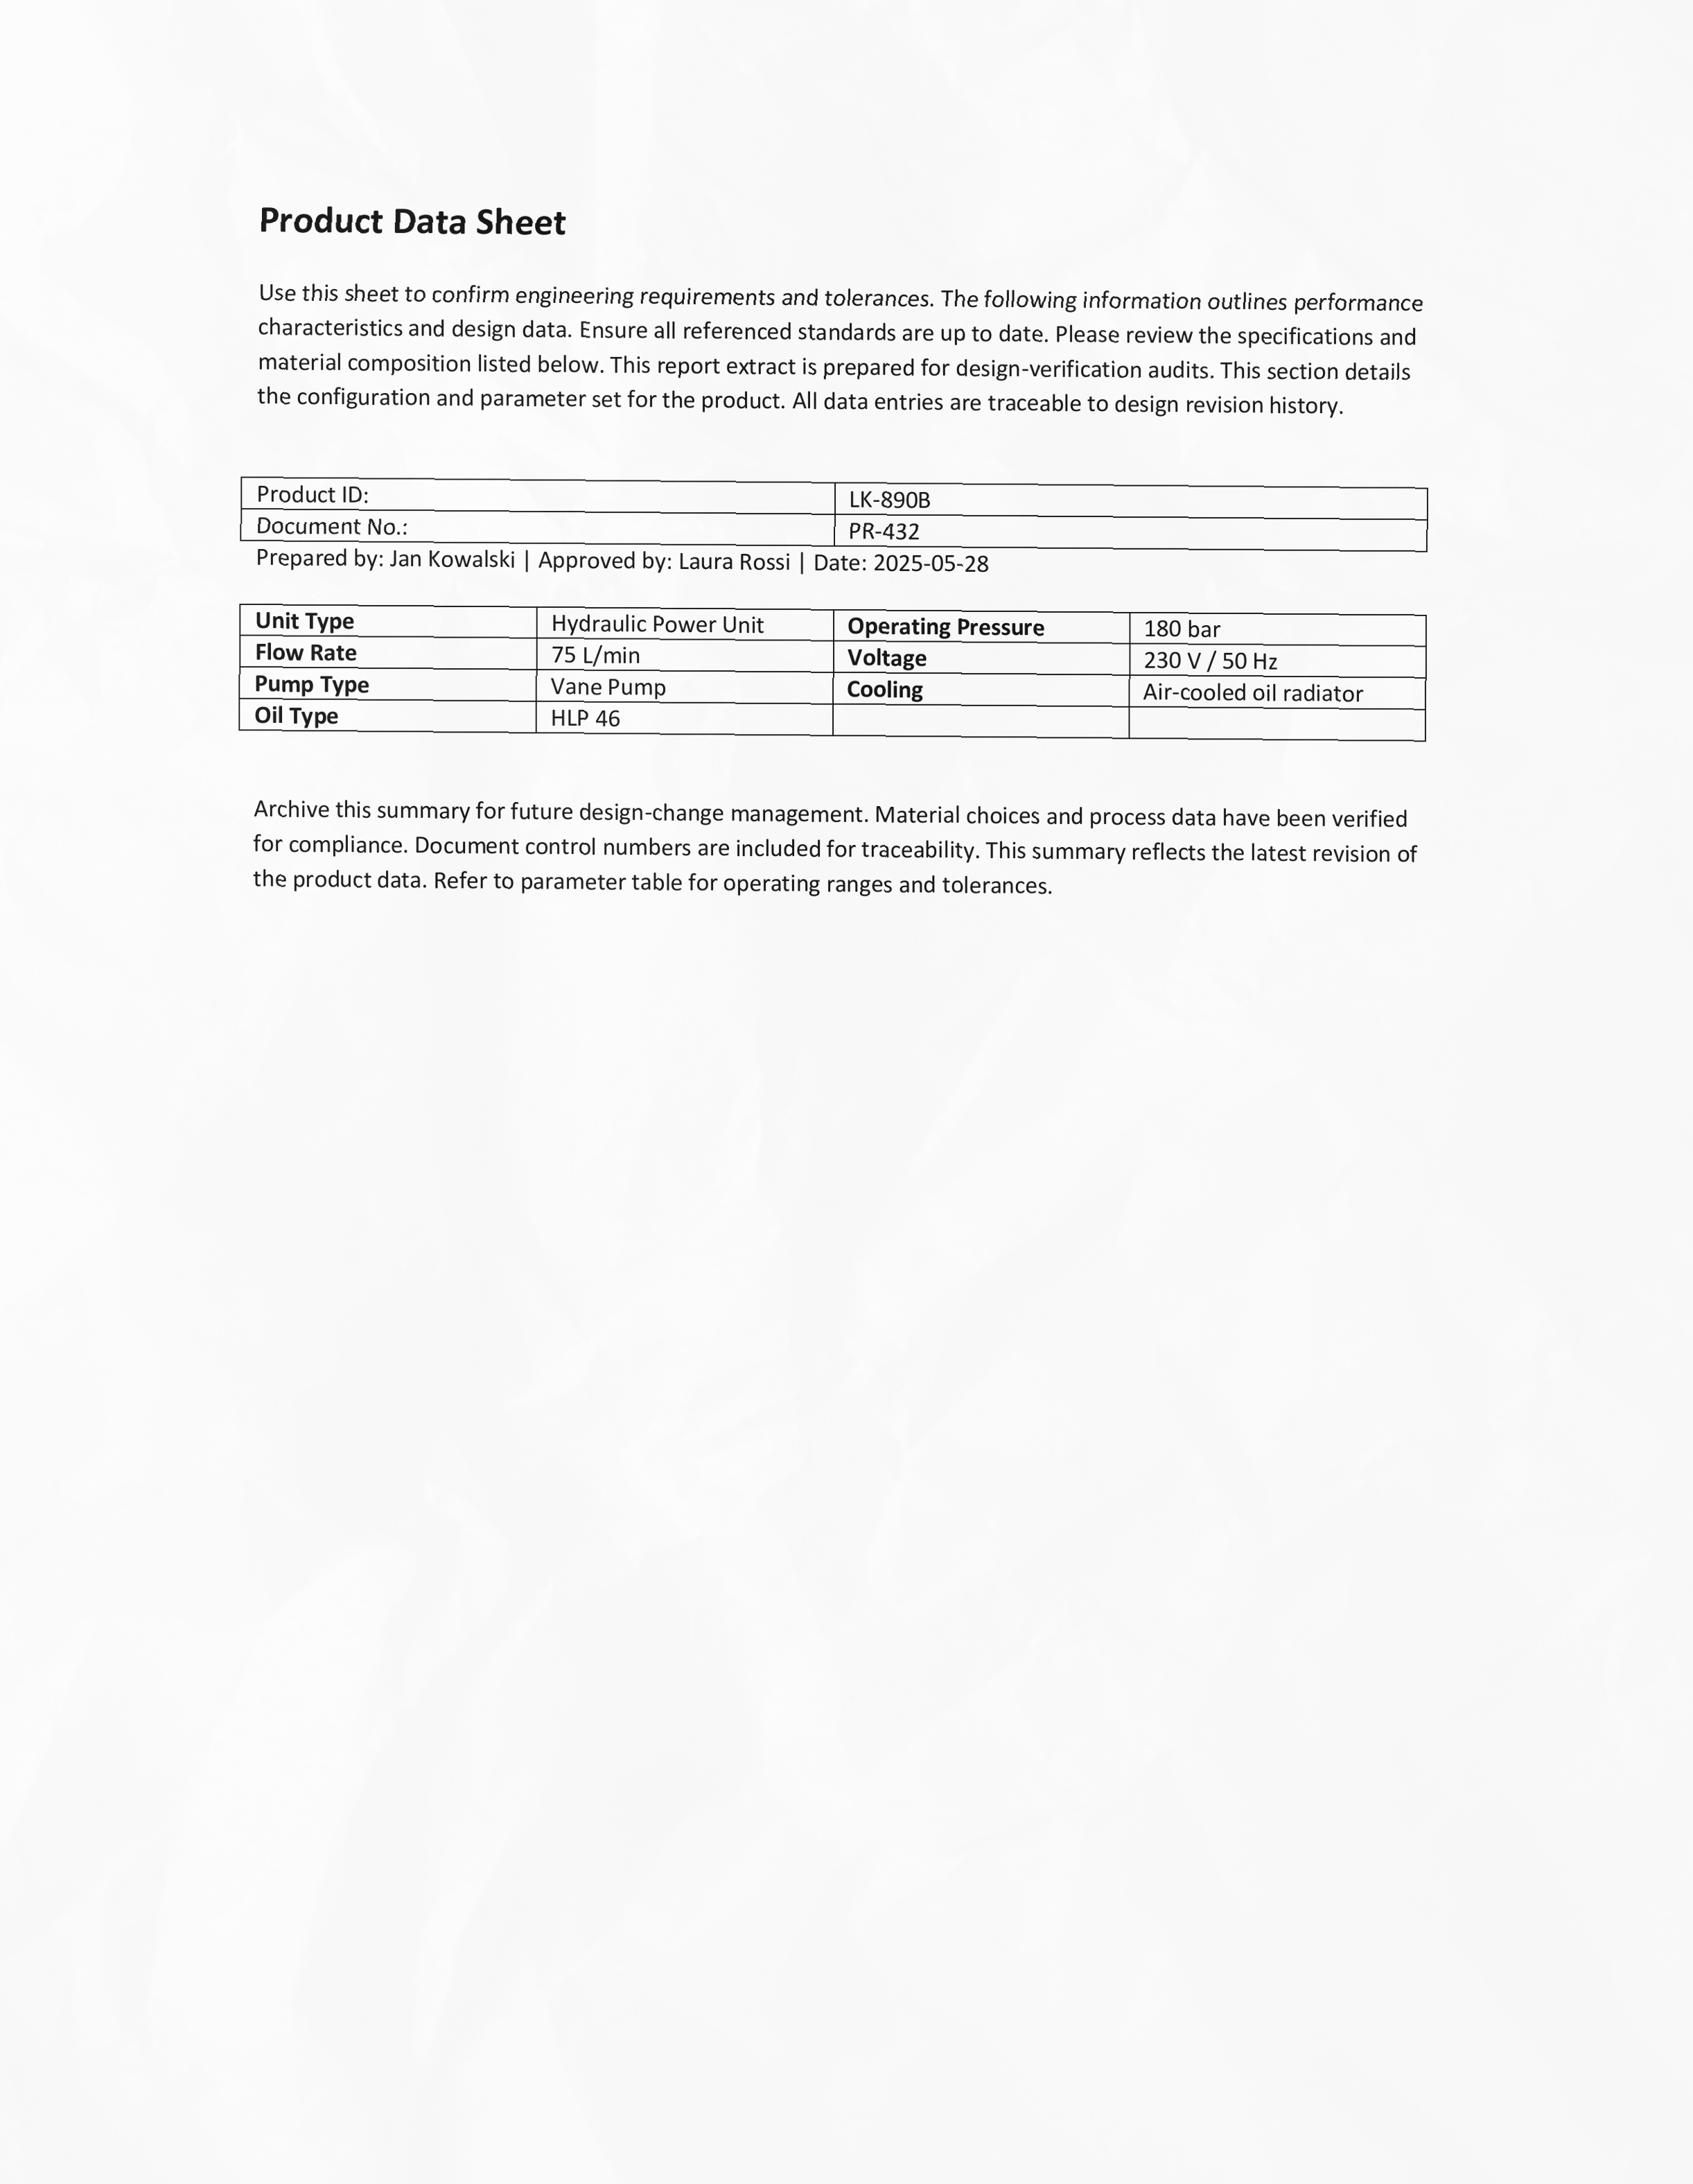 Product Data Sheet
Use this sheet to confirm engineering requirements and tolerances. The following information outlines performance
characteristics and design data. Ensure all referenced standards are up to date. Please review the specifications and
material composition listed below. This report extract is prepared for design-verification audits. This section details
the configuration and parameter set for the product. All data entries are traceable to design revision history.
Product ID: LK-890B
Document No.: PR-432
Prepared by: Jan Kowalski | Approved by: Laura Rossi | Date: 2025-05-28
Unit Type Hydraulic Power Unit Operating Pressure 180 bar
Flow Rate 75 L/min Voltage 230 V / 50 Hz
Pump Type Vane Pump Cooling Air-cooled oil radiator
Oil Type HLP 46
Archive this summary for future design-change management. Material choices and process data have been verified
for compliance. Document control numbers are included for traceability. This summary reflects the latest revision of
the product data. Refer to parameter table for operating ranges and tolerances.